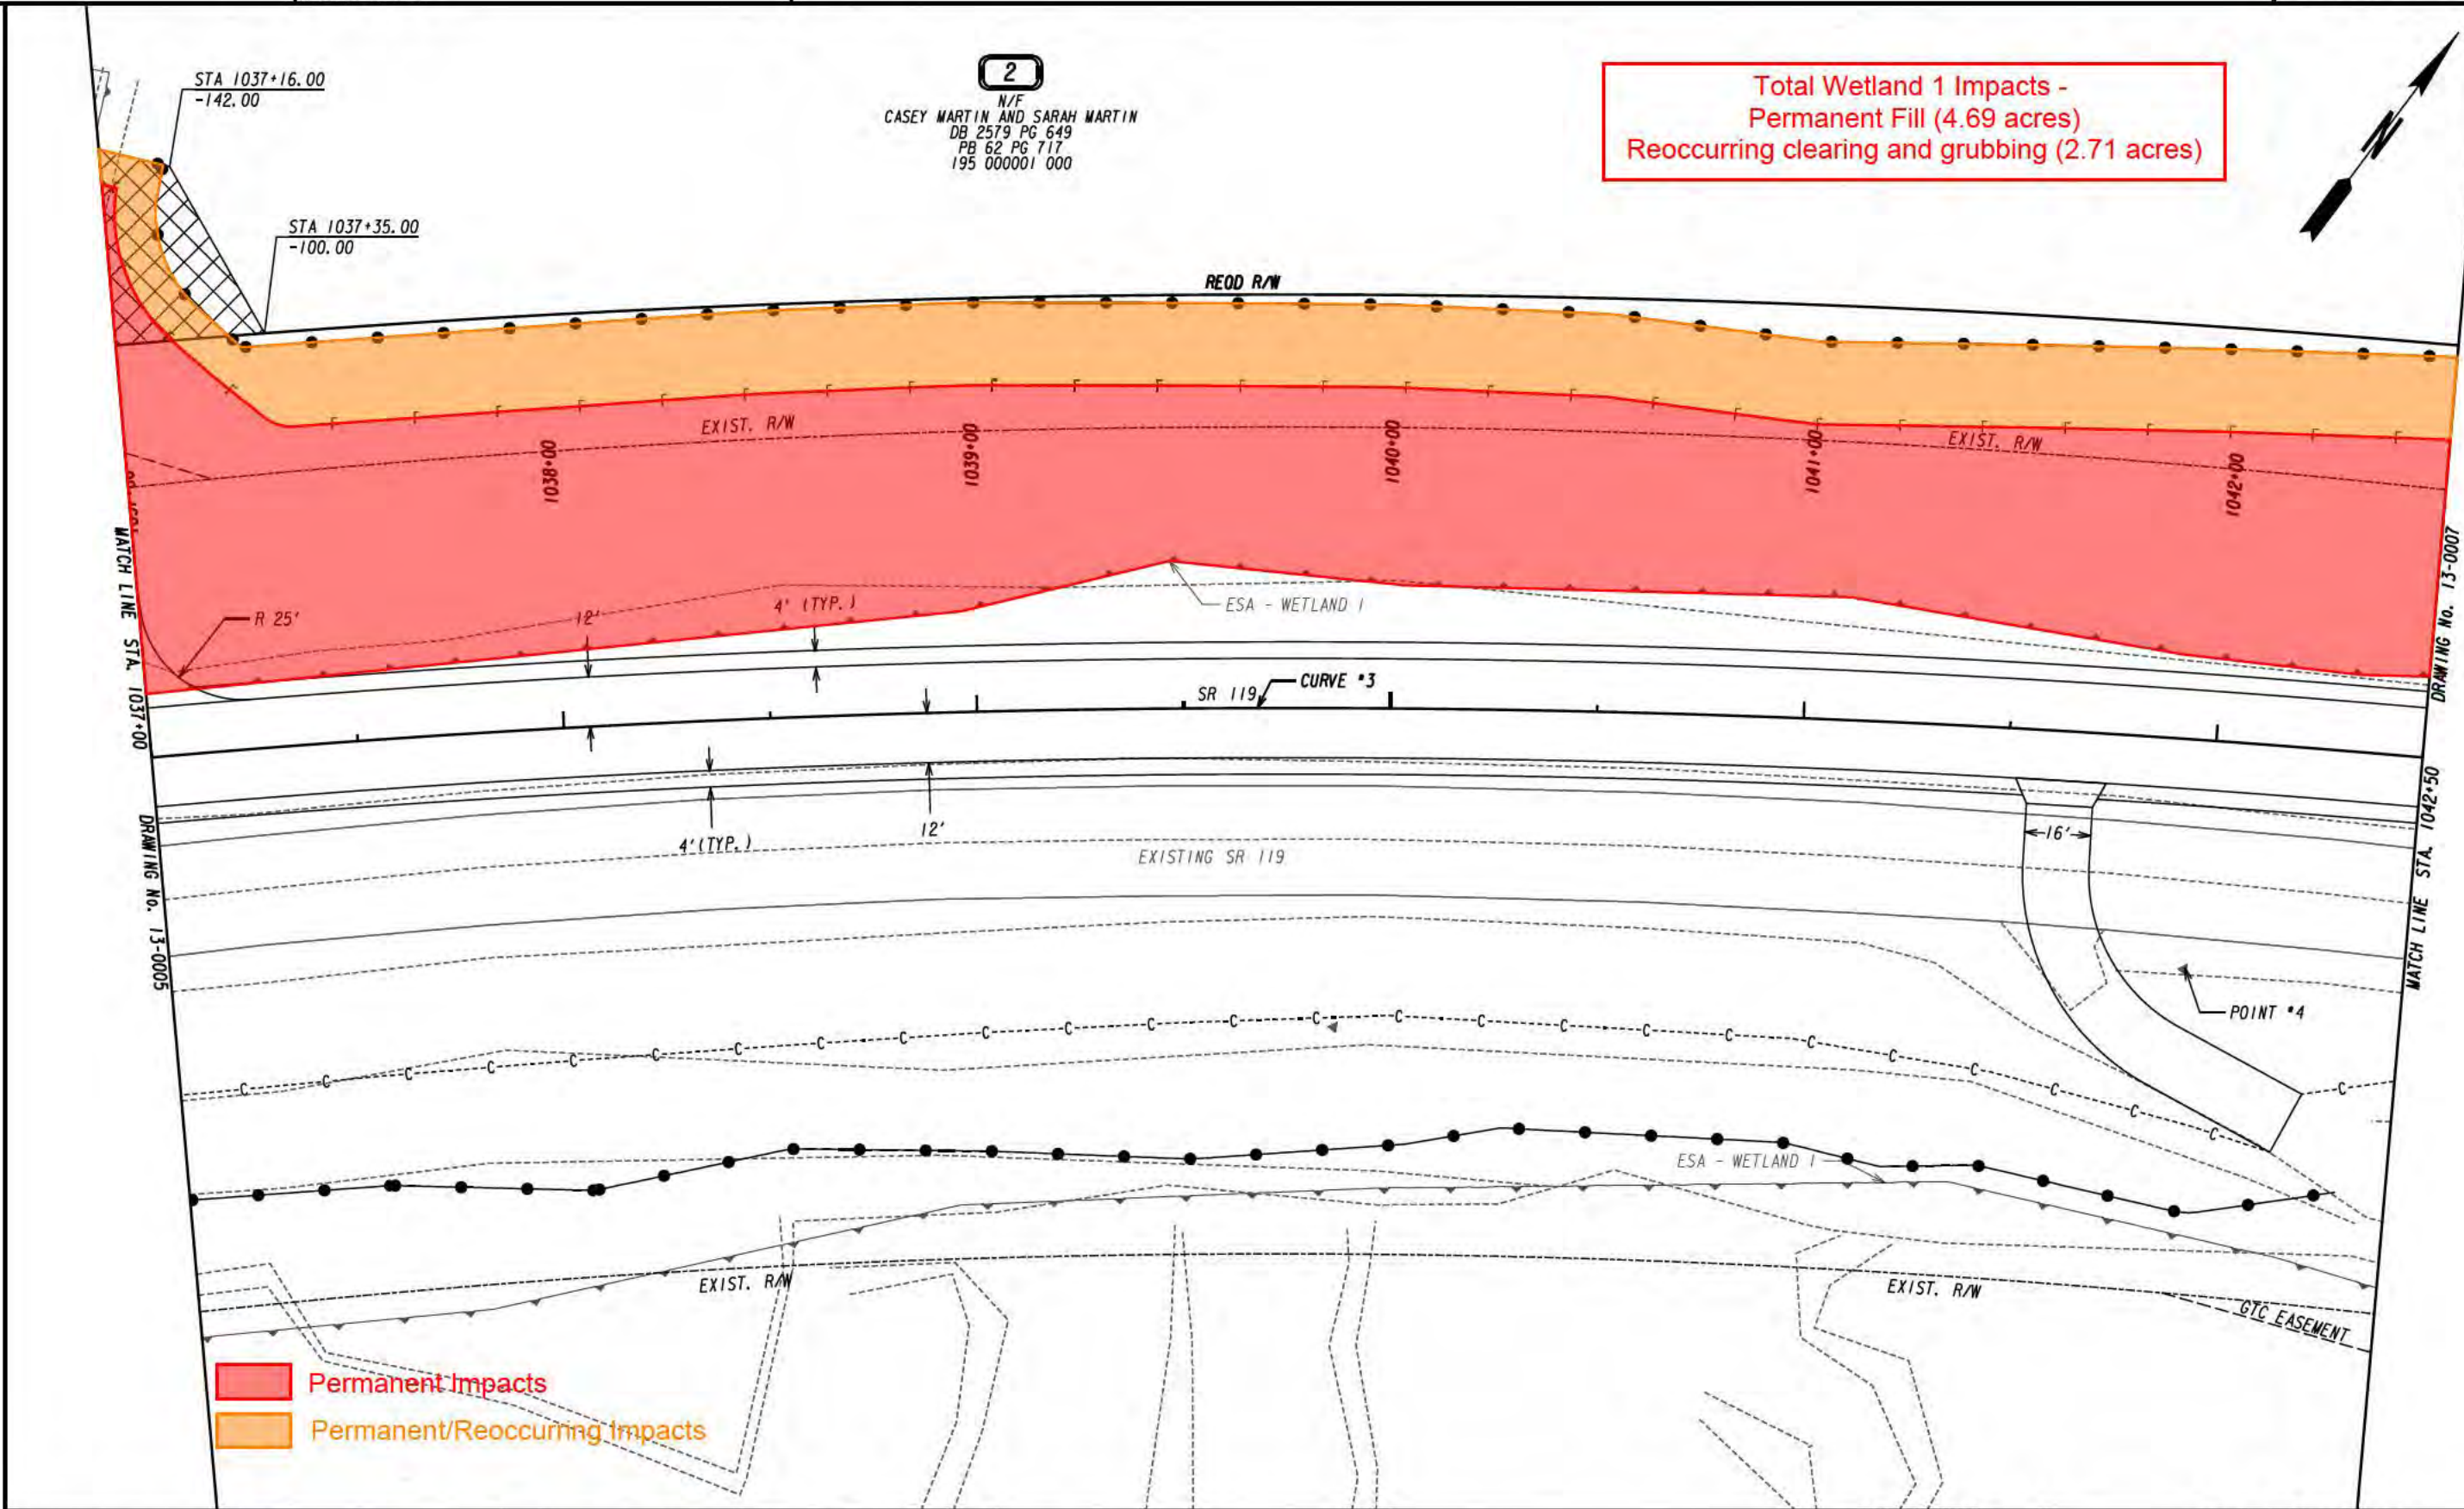 STA 1037+16.00
-142.00
2
N/F
CASEY MARTIN AND SARAH MARTIN
DB 2579 PG 649
PB 62 PG 717
195 000001 000
Total Wetland 1 Impacts -
Permanent Fill (4.69 acres)
Reoccurring clearing and grubbing (2.71 acres)
N
STA 1037+35.00
-100.00
REQD R/W
EXIST. R/W
EXIST. R/W
1038+00
1039+00
1040+00
1041+00
1042+00
MATCH LINE STA. 1037+00
DRAWING No. 13-0005
DRAWING No. 13-0007
MATCH LINE STA. 1042+50
R 25'
12'
4' (TYP.)
ESA - WETLAND 1
SR 119
CURVE #3
4'(TYP.)
12'
16'
EXISTING SR 119
POINT #4
C C C C C C C C C C C C C C C C C C C C C C C C C C
ESA - WETLAND 1
EXIST. R/W
EXIST. R/W
GTC EASEMENT
Permanent Impacts
Permanent/Reoccurring Impacts